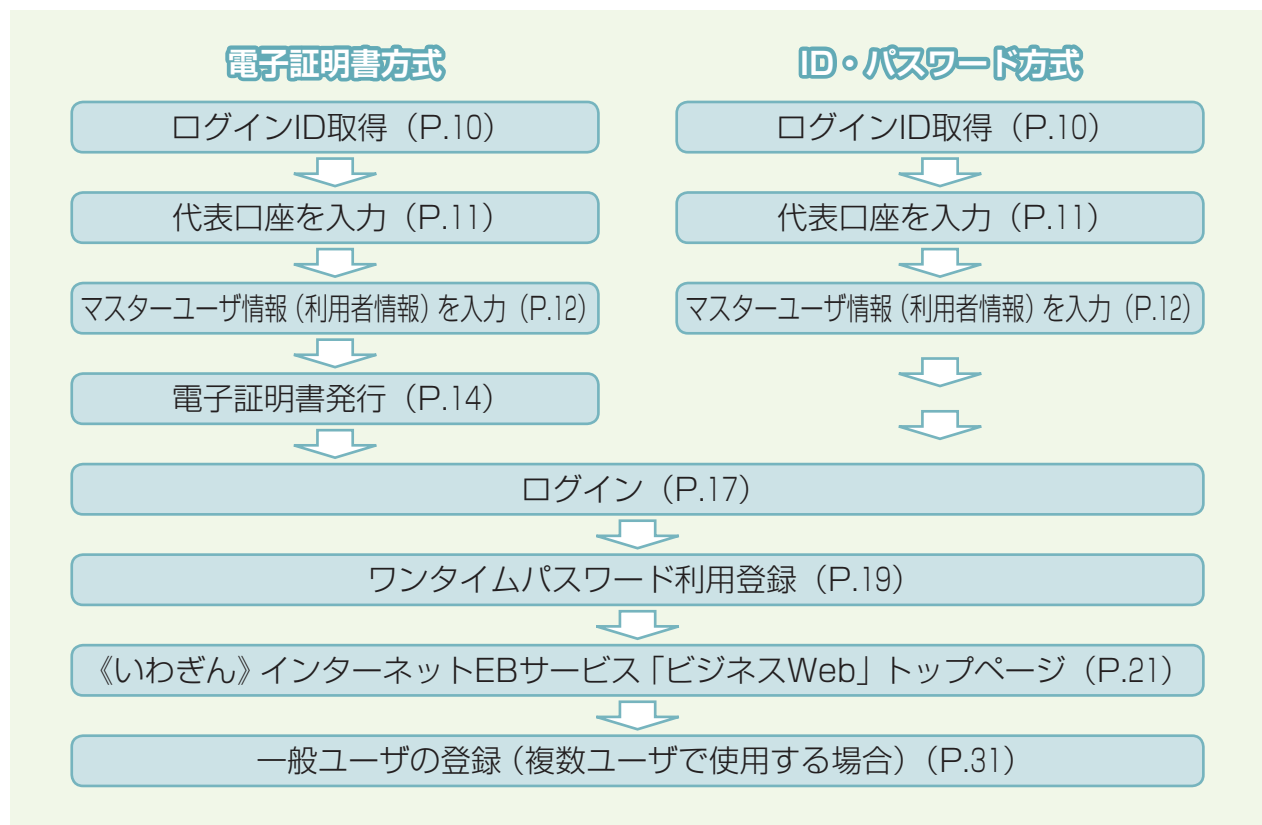 電子証明書方式
ログインID取得（P.10）
代表口座を入力（P.11）
マスターユーザ情報（利用者情報）を入力（P.12）
電子証明書発行（P.14）
ID・パスワード方式
ログインID取得（P.10）
代表口座を入力（P.11）
マスターユーザ情報（利用者情報）を入力（P.12）
ログイン（P.17）
ワンタイムパスワード利用登録（P.19）
《いわぎん》インターネットEBサービス「ビジネスWeb」トップページ（P.21）
一般ユーザの登録（複数ユーザで使用する場合）（P.31）